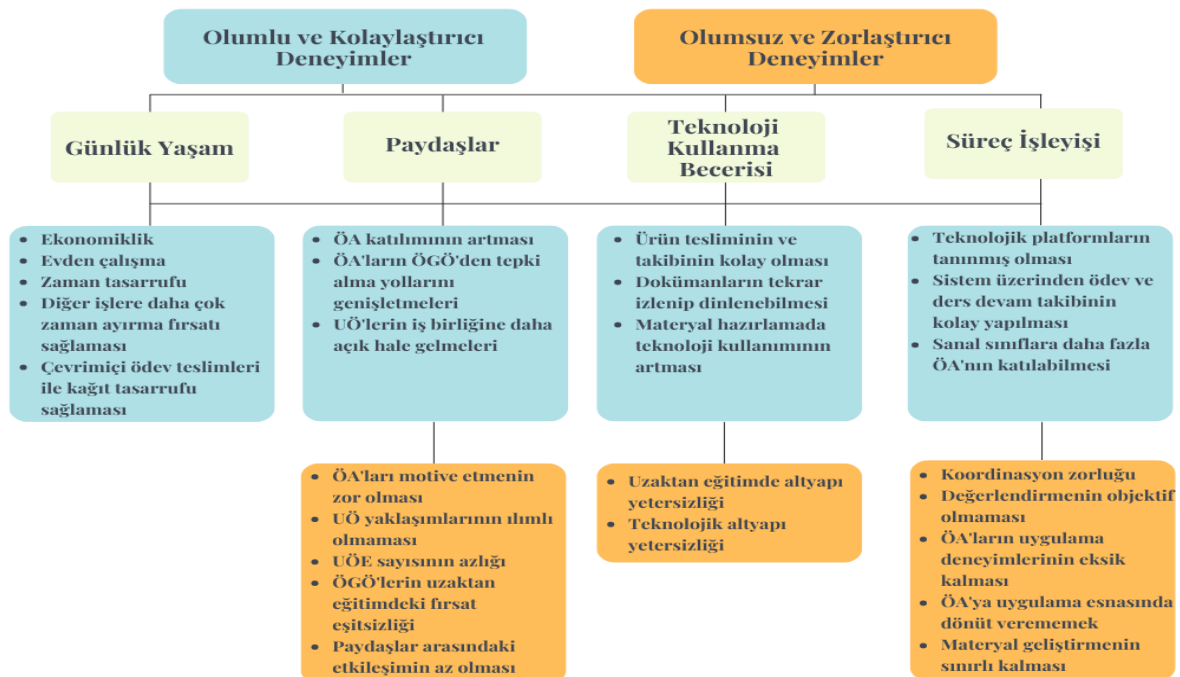 Olumlu ve Kolaylaştırıcı
Deneyimler
Olumsuz ve Zorlaştırıcı
Deneyimler
Günlük Yaşam
Paydaşlar
Teknoloji
Kullanma
Becerisi
Süreç İşleyişi
• Ekonomiklik
• Evden çalışma
• Zaman tasarrufu
• Diğer işlere daha çok
zaman ayırma fırsatı
sağlaması
• Çevrimiçi ödev teslimleri
ile kağıt tasarrufu
sağlaması
• ÖA katılımının artması
• ÖA'ların ÖGÖ'den tepki
alma yollarını
genişletmeleri
• UÖ'lerin iş birliğine daha
açık hale gelmeleri
• Ürün tesliminin ve
takibinin kolay olması
• Dokümanların tekrar
izlenip dinlenebilmesi
• Materyal hazırlamada
teknoloji kullanımının
artması
• Teknolojik platformların
tanınmış olması
• Sistem üzerinden ödev ve
ders devam takibinin
kolay yapılması
• Sanal sınıflara daha fazla
ÖA'nın katılabilmesi
• ÖA'ları motive etmenin
zor olması
• UÖ yaklaşımlarının ılımlı
olmaması
• UÖE sayısının azlığı
• ÖGÖ'lerin uzaktan
eğitimdeki fırsat
eşitsizliği
• Paydaşlar arasındaki
etkileşimin az olması
• Uzaktan eğitimde altyapı
yetersizliği
• Teknolojik altyapı
yetersizliği
• Koordinasyon zorluğu
• Değerlendirmenin objektif
olmaması
• ÖA'ların uygulama
deneyimlerinin eksik
kalması
• ÖA'ya uygulama esnasında
dönüt verememek
• Materyal geliştirmenin
sınırlı kalması